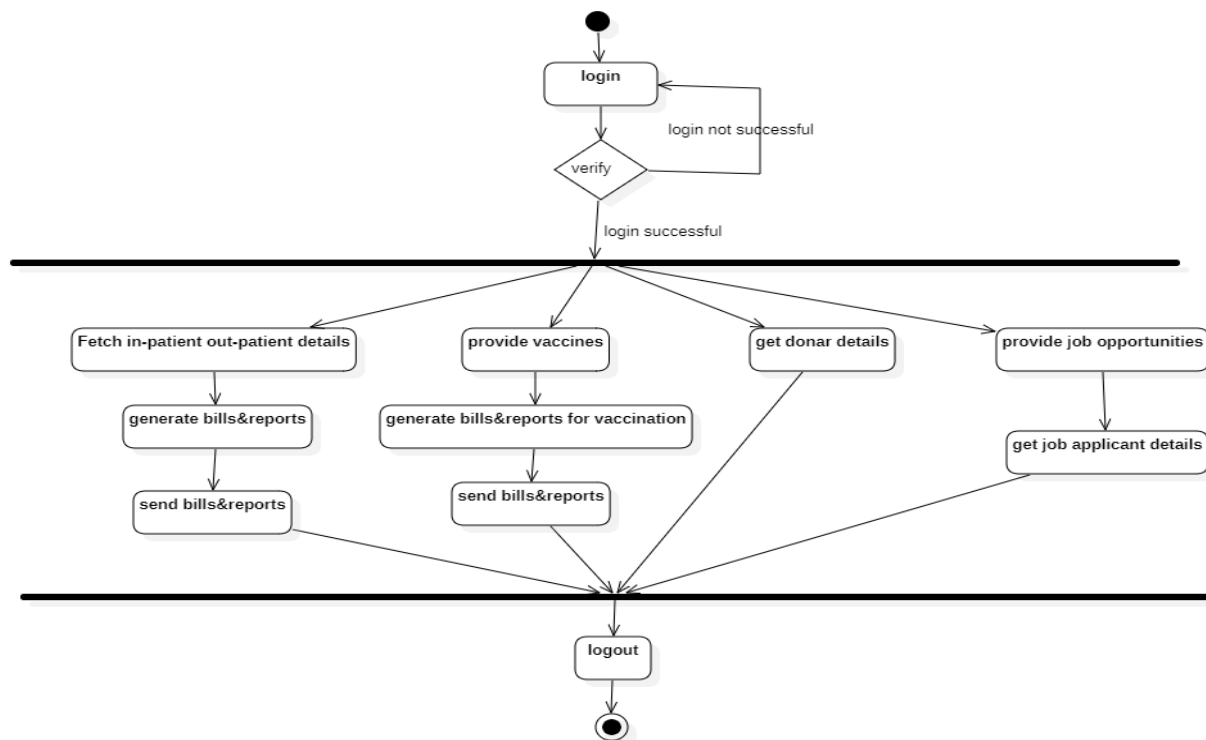 login
login not successful
verify
login successful
Fetch in-patient out-patient details
provide vaccines
get donar details
provide job opportunities
generate bills&reports
generate bills&reports for vaccination
get job applicant details
send bills&reports
send bills&reports
logout